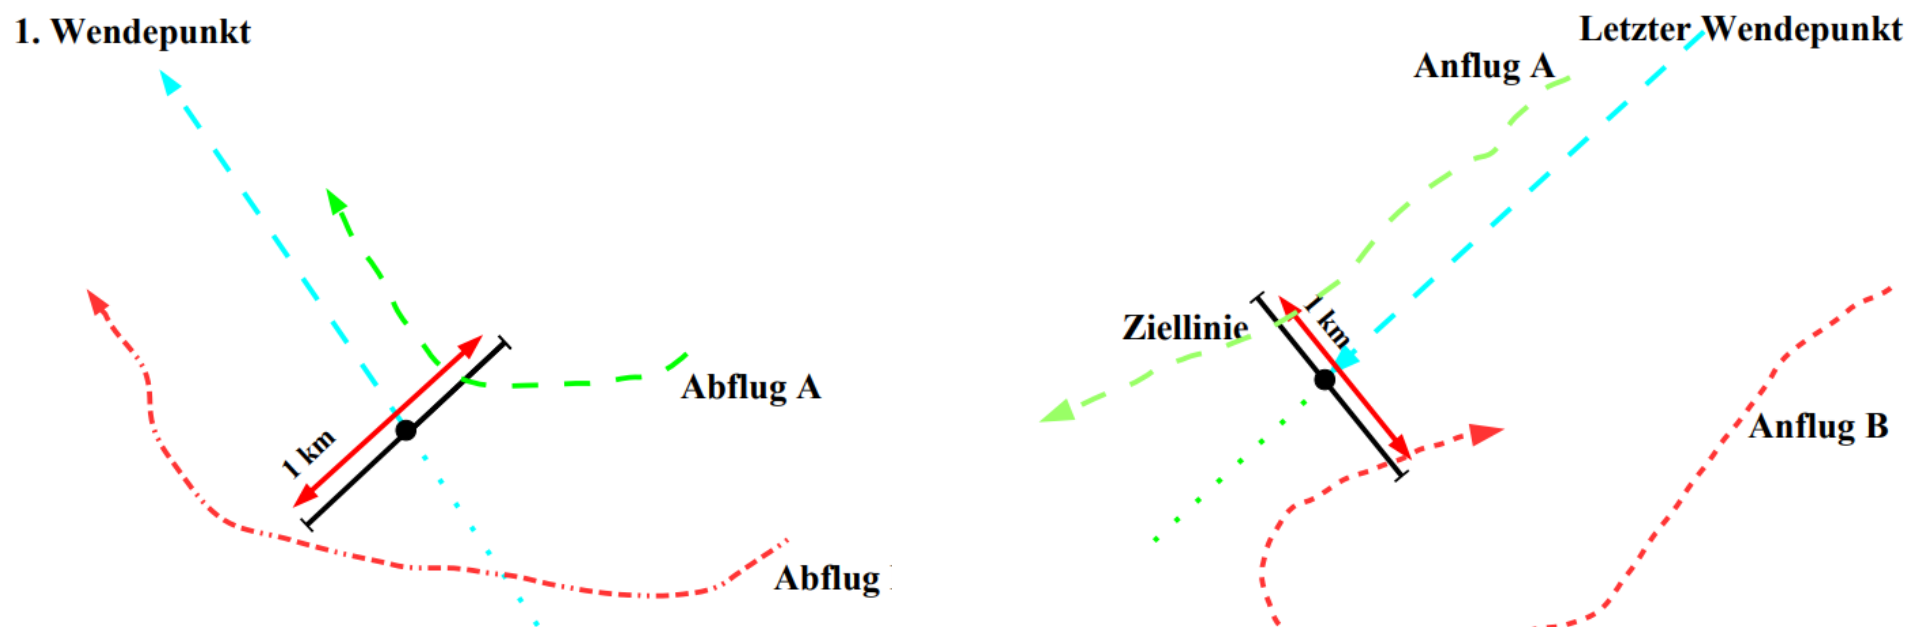 1. Wendepunkt
Abflug A
1 km
Abflug
Letzter Wendepunkt
Anflug A
1 km
Ziellinie
Anflug B